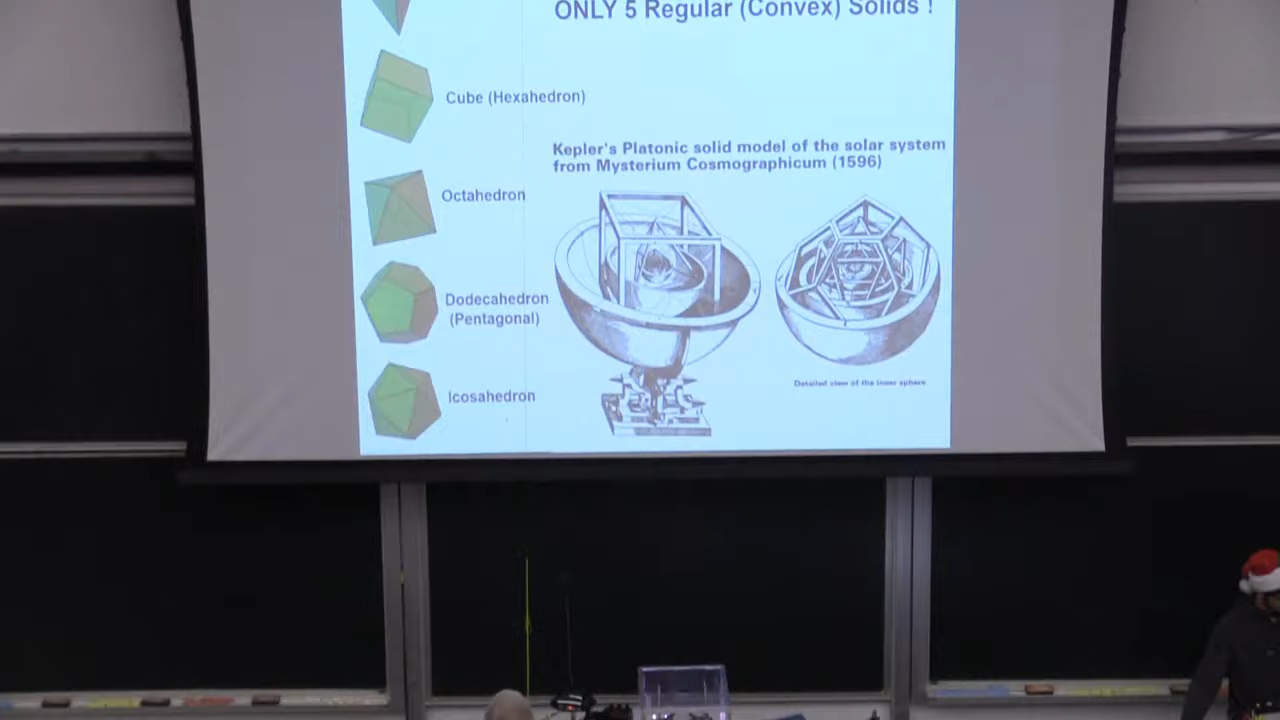 ONLY 5 Regular (Convex) Solids !
Cube (Hexahedron)
Kepler's Platonic solid model of the solar system
from Mysterium Cosmographicum (1596)
Octahedron
Dodecahedron
(Pentagonal)
Detailed view of the inner sphere
Icosahedron